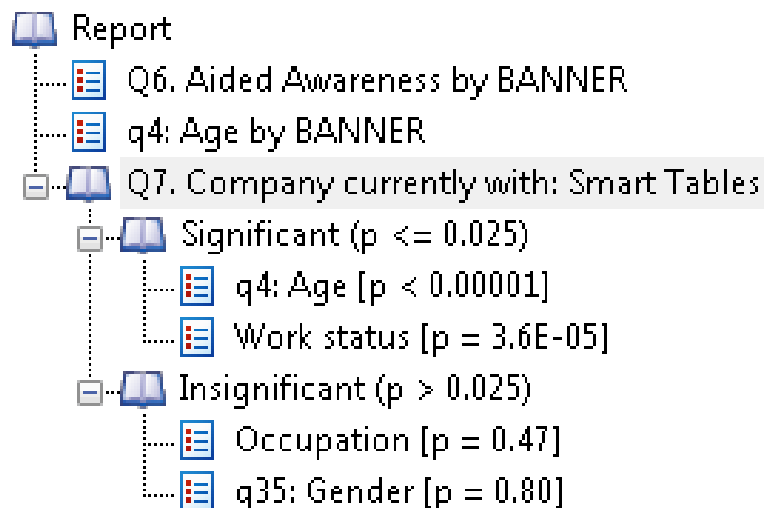 Report
Q6. Aided Awareness by BANNER
q4: Age by BANNER
Q7. Company currently with: Smart Tables
Significant (p <= 0.025)
q4: Age [p < 0.00001]
Work status [p = 3.6E-05]
Insignificant (p > 0.025)
Occupation [p = 0.47]
q35: Gender [p = 0.80]